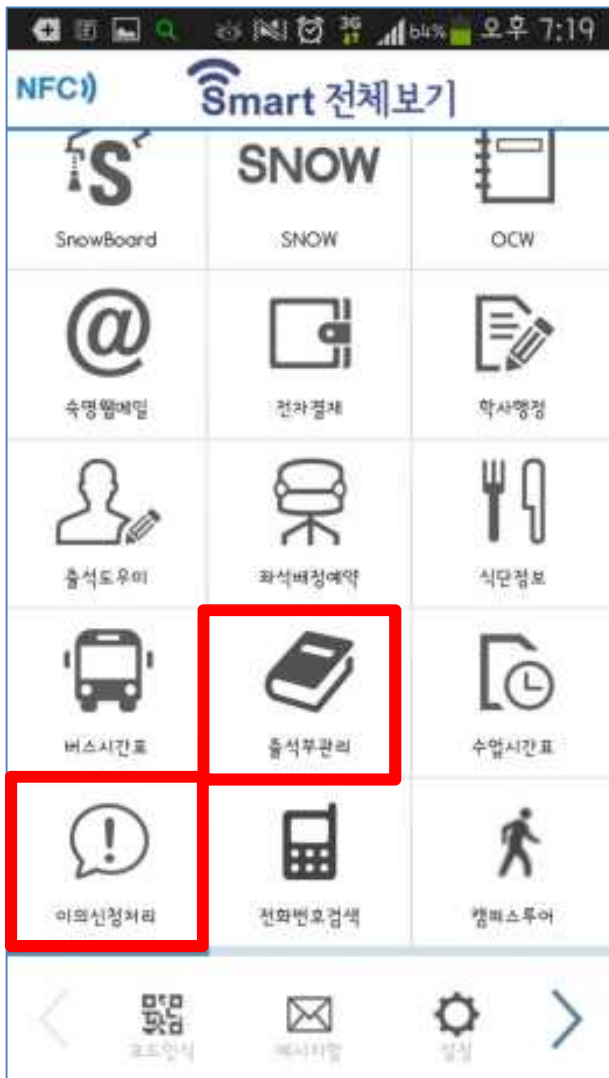 3G 64% 오후 7:19
NFC Smart 전체보기
SnowBoard SNOW OCW
숙명웹메일 전자결재 학사행정
출석도우미 좌석배정예약 식단정보
버스시간표 출석부관리 수업시간표
이의신청처리 전화번호검색 캠퍼스투어
코드인식 메시지함 설정